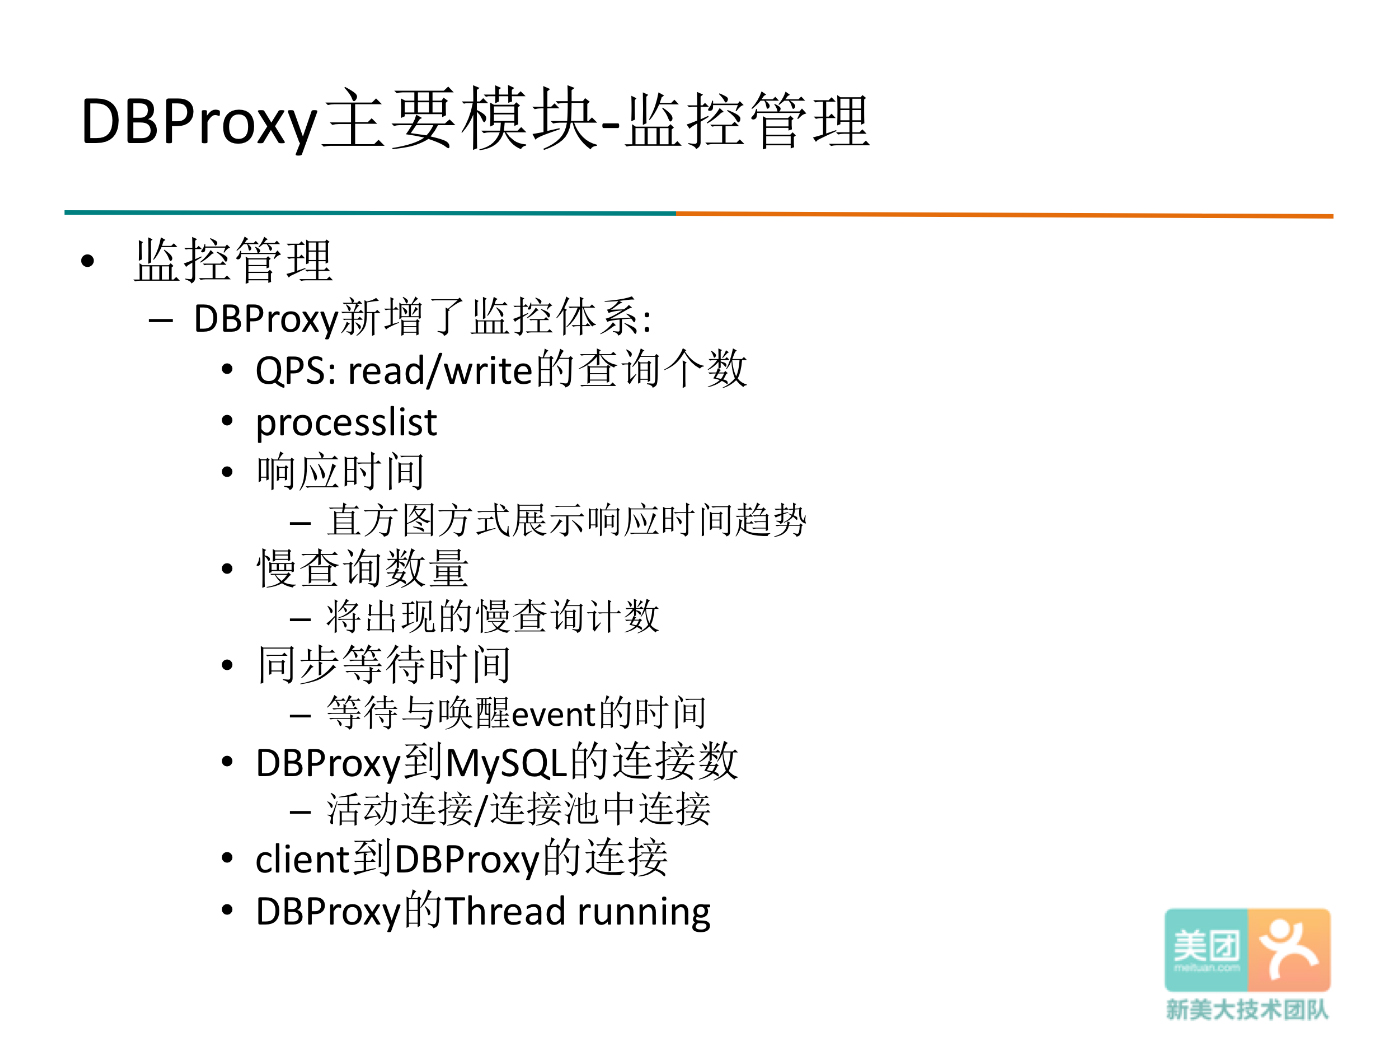 DBProxy主要模块-监控管理
• 监控管理
– DBProxy新增了监控体系:
• QPS: read/write的查询个数
• processlist
• 响应时间
– 直方图方式展示响应时间趋势
• 慢查询数量
– 将出现的慢查询计数
• 同步等待时间
– 等待与唤醒event的时间
• DBProxy到MySQL的连接数
– 活动连接/连接池中连接
• client到DBProxy的连接
• DBProxy的Thread running
美团
meituan.com
新美大技术团队